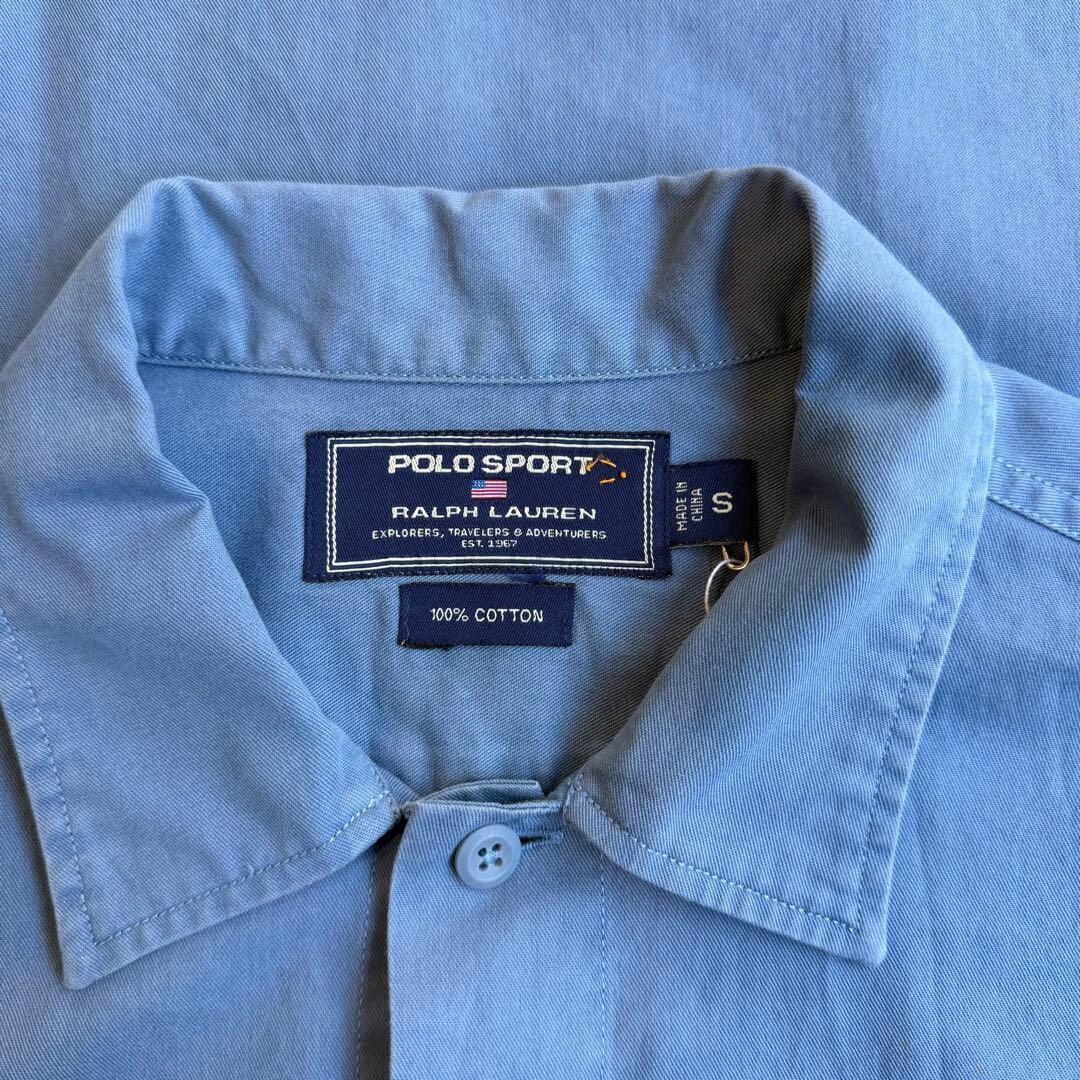 POLO SPORT
RALPH LAUREN
EXPLORERS, TRAVELERS & ADVENTURERS
EST. 1967
MADE IN
CHINA
S
100% COTTON